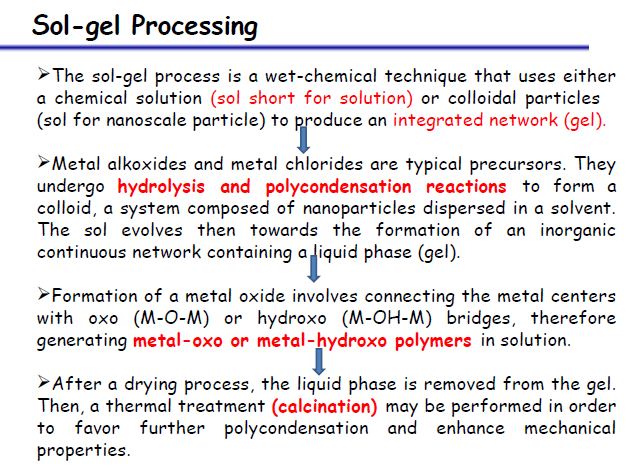 Sol-gel Processing
➢The sol-gel process is a wet-chemical technique that uses either
a chemical solution (sol short for solution) or colloidal particles
(sol for nanoscale particle) to produce an integrated network (gel).
➢Metal alkoxides and metal chlorides are typical precursors. They
undergo hydrolysis and polycondensation reactions to form a
colloid, a system composed of nanoparticles dispersed in a solvent.
The sol evolves then towards the formation of an inorganic
continuous network containing a liquid phase (gel).
➢Formation of a metal oxide involves connecting the metal centers
with oxo (M-O-M) or hydroxo (M-OH-M) bridges, therefore
generating metal-oxo or metal-hydroxo polymers in solution.
➢After a drying process, the liquid phase is removed from the gel.
Then, a thermal treatment (calcination) may be performed in order
to favor further polycondensation and enhance mechanical
properties.